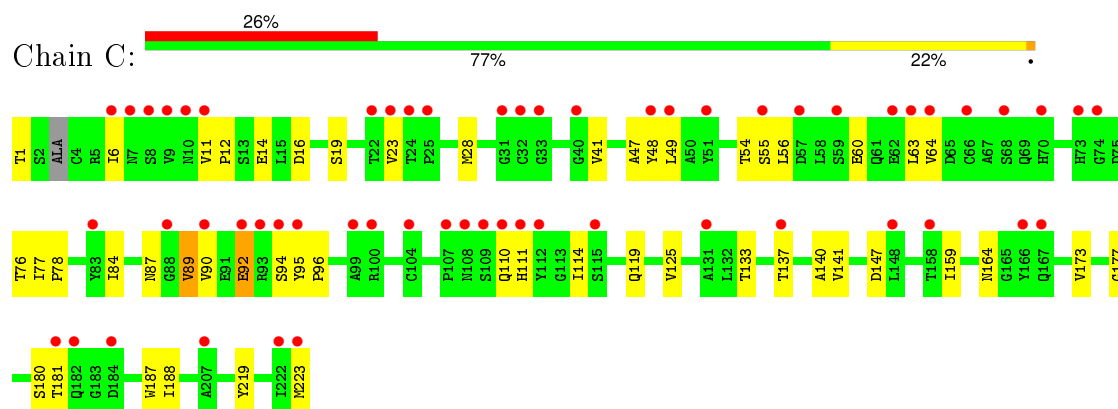 26%
Chain C:
77%
22%
T1 S2 ALA C4 R5 I6 N7 S8 V9 N10 V11 P12 S13 E14 L15 D16 S19 T22 V23 T24 P25 M28 G31 C32 G33 G40 V41 A47 Y48 L49 A50 Y51 T54 S55 L56 D57 L58 S59 E60 Q61 E62 L63 V64 D65 C66 A67 S68 Q69 H70 H73 G74
T76 I77 P78 Y83 I84 N87 G88 V89 V90 E91 E92 R93 S94 Y95 P96 A99 R100 C104 P107 N108 S109 Q110 H111 Y112 G113 I114 S115 Q119 V125 A131 L132 T133 T137 A140 V141 D147 L148 T158 I159 N164 G165 Y166 Q167 V173
S180 T181 Q182 G183 D184 W187 I188 A207 Y219 I222 M223